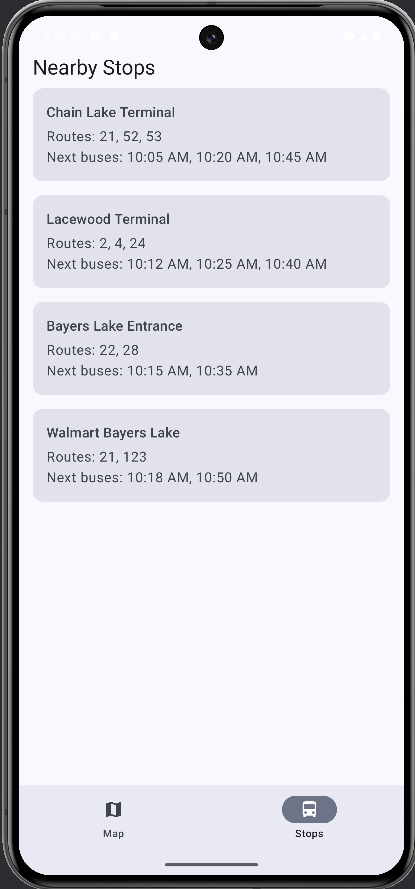 Nearby Stops
Chain Lake Terminal
Routes: 21, 52, 53
Next buses: 10:05 AM, 10:20 AM, 10:45 AM
Lacewood Terminal
Routes: 2, 4, 24
Next buses: 10:12 AM, 10:25 AM, 10:40 AM
Bayers Lake Entrance
Routes: 22, 28
Next buses: 10:15 AM, 10:35 AM
Walmart Bayers Lake
Routes: 21, 123
Next buses: 10:18 AM, 10:50 AM
Map
Stops